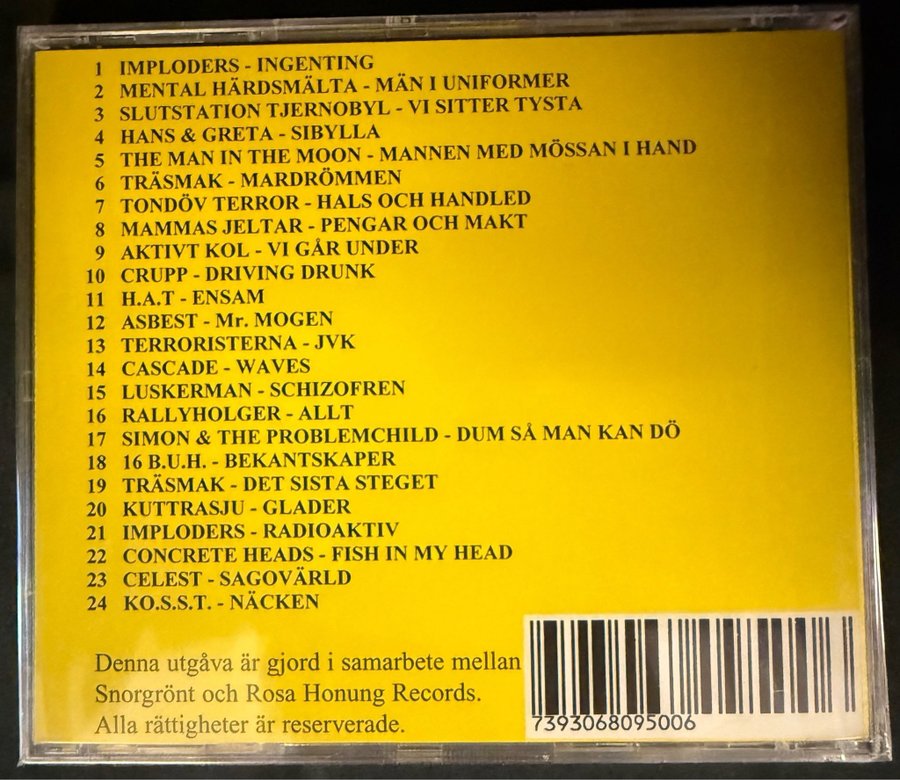 1 IMPLODERS - INGENTING
2 MENTAL HÄRDSMÄLTA - MÄN I UNIFORMER
3 SLUTSTATION TJERNOBYL - VI SITTER TYSTA
4 HANS & GRETA - SIBYLLA
5 THE MAN IN THE MOON - MANNEN MED MÖSSAN I HAND
6 TRÄSMAK - MARDRÖMMEN
7 TONDÖV TERROR - HALS OCH HANDLED
8 MAMMAS JELTAR - PENGAR OCH MAKT
9 AKTIVT KOL - VI GÅR UNDER
10 CRUPP - DRIVING DRUNK
11 H.A.T - ENSAM
12 ASBEST - Mr. MOGEN
13 TERRORISTERNA - JVK
14 CASCADE - WAVES
15 LUSKERMAN - SCHIZOFREN
16 RALLYHOLGER - ALLT
17 SIMON & THE PROBLEMCHILD - DUM SÅ MAN KAN DÖ
18 16 B.U.H. - BEKANTSKAPER
19 TRÄSMAK - DET SISTA STEGET
20 KUTTRASJU - GLADER
21 IMPLODERS - RADIOAKTIV
22 CONCRETE HEADS - FISH IN MY HEAD
23 CELEST - SAGOVÄRLD
24 KO.S.S.T. - NÄCKEN
Denna utgåva är gjord i samarbete mellan
Snorgrönt och Rosa Honung Records.
Alla rättigheter är reserverade.
7393068095006